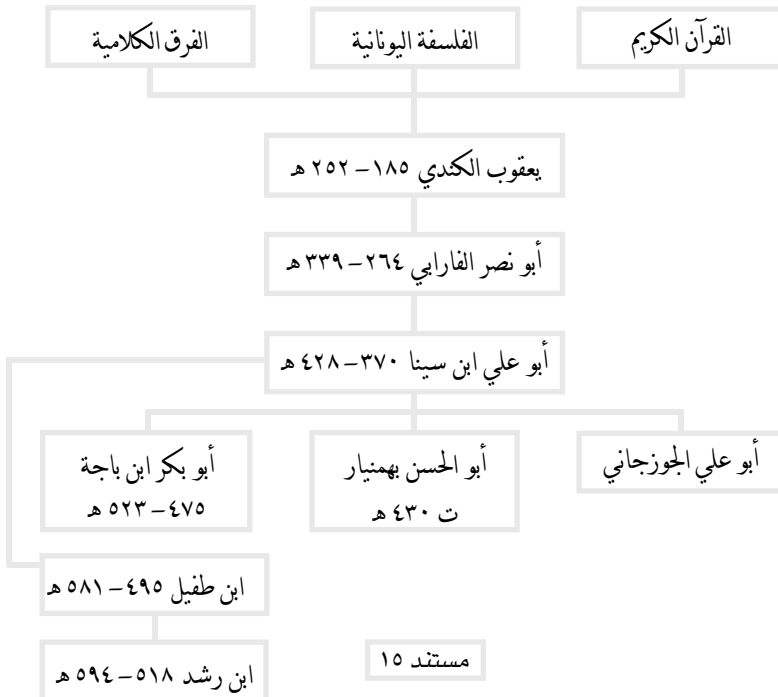 القرآن الكريم
الفلسفة اليونانية
الفرق الكلامية
يعقوب الكندي ١٨٥ – ٢٥٢ هـ
أبو نصر الفارابي ٢٦٤ – ٣٣٩ هـ
أبو علي ابن سينا ٣٧٠ – ٤٢٨ هـ
أبو علي الجوزجاني
أبو الحسن بهمنيار
ت ٤٣٠ هـ
أبو بكر ابن باجة
٤٧٥ – ٥٢٣ هـ
ابن طفيل ٤٩٥ – ٥٨١ هـ
ابن رشد ٥١٨ – ٥٩٤ هـ
مستند ١٥